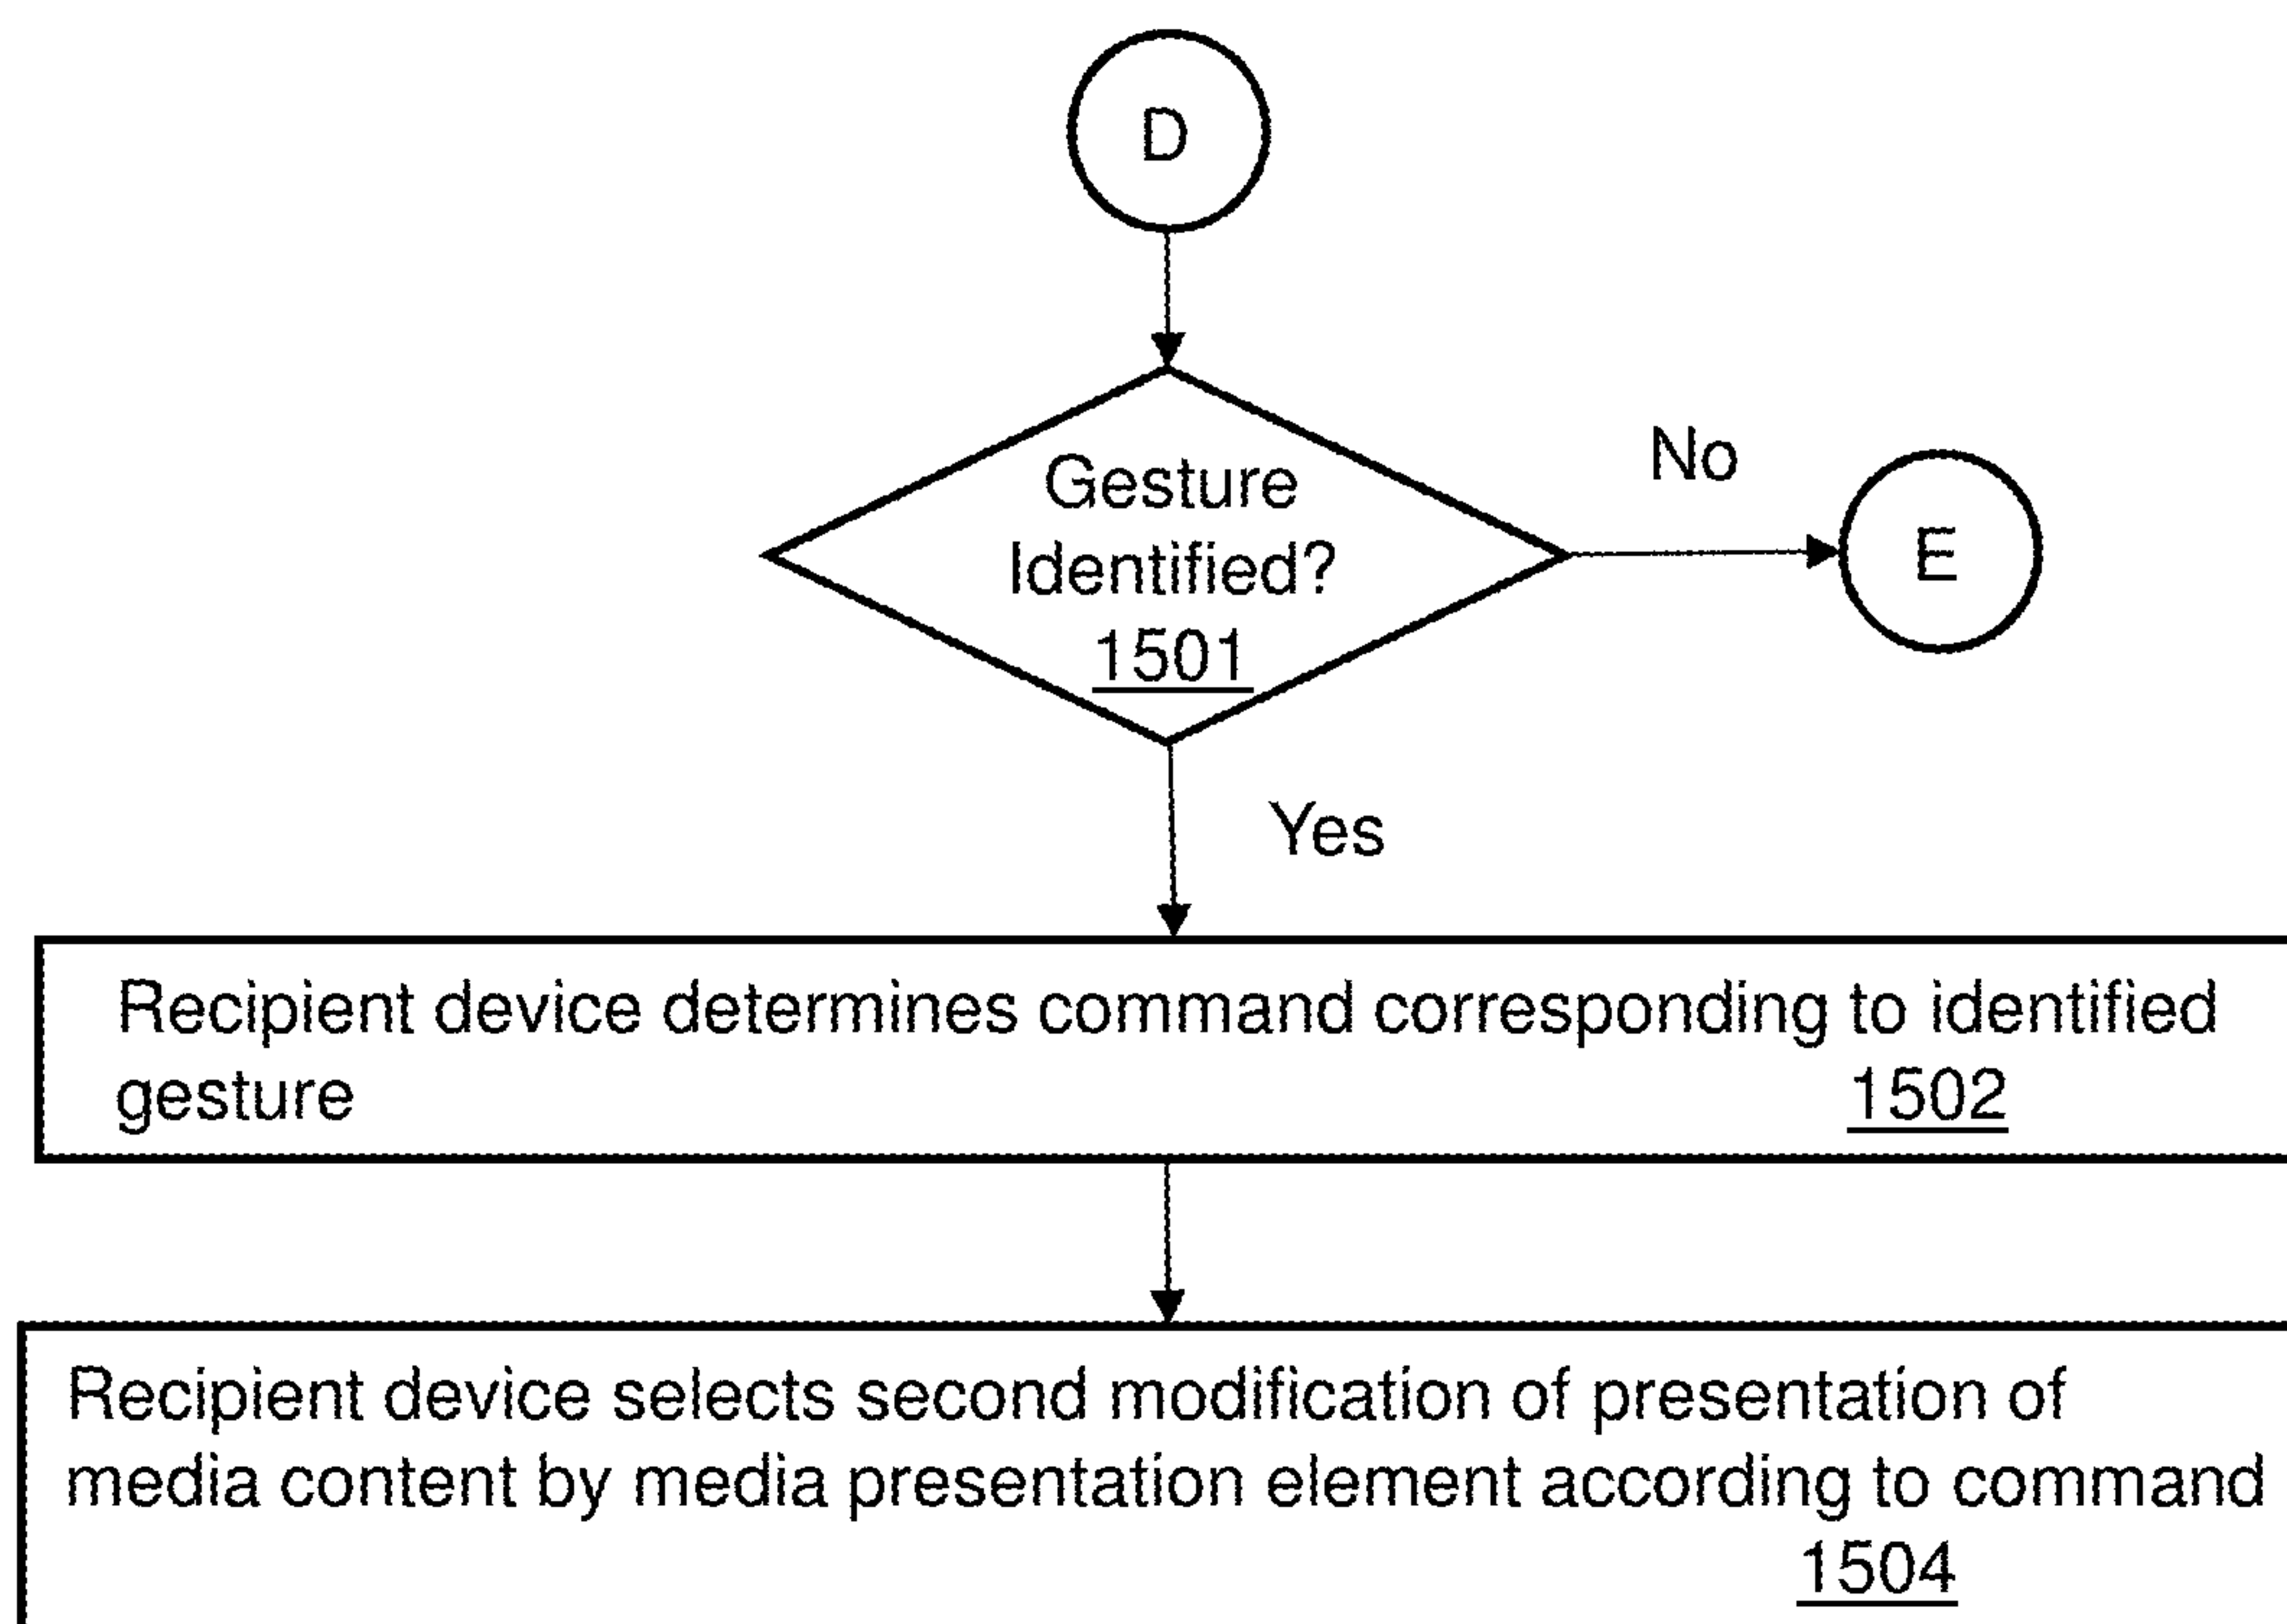 D
Gesture
Identified?
1501
No
E
Yes
Recipient device determines command corresponding to identified
gesture
1502
Recipient device selects second modification of presentation of
media content by media presentation element according to command
1504